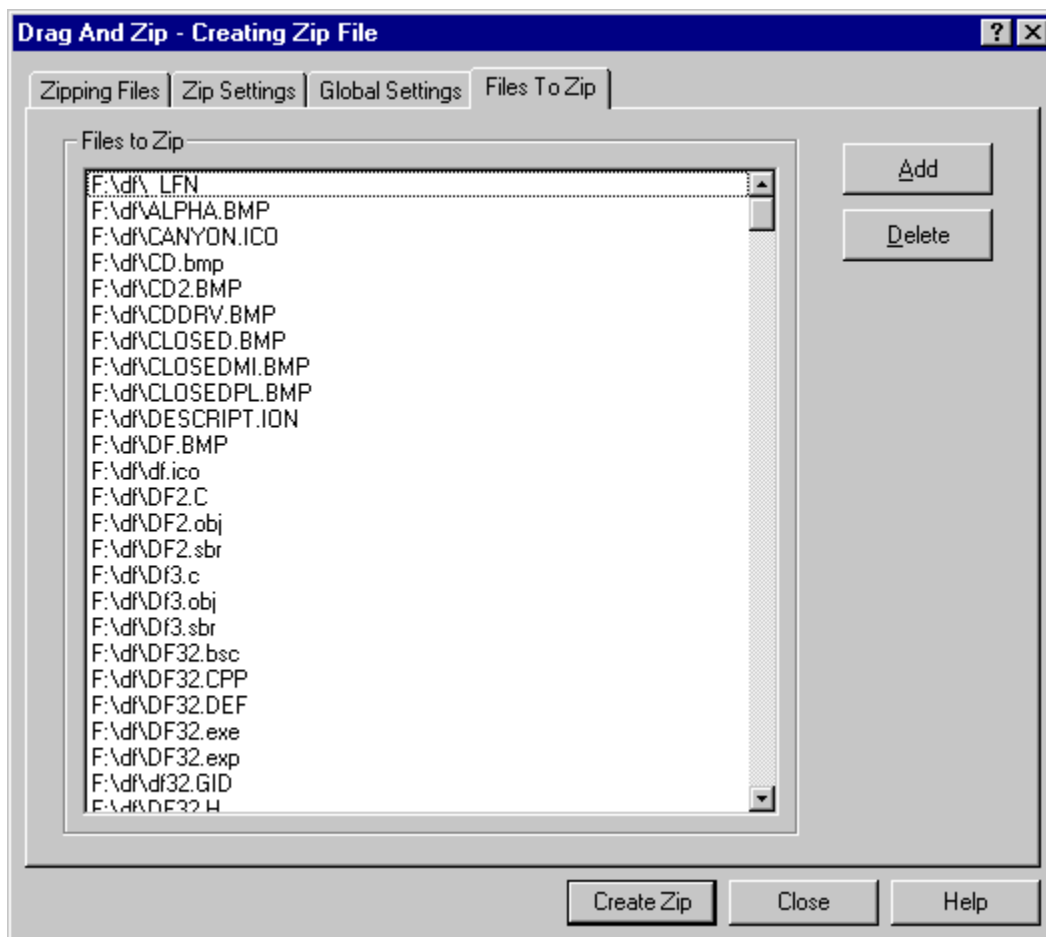 Drag And Zip - Creating Zip File
Zipping Files
Zip Settings
Global Settings
Files To Zip
Files to Zip
F:\df\_LFN
F:\df\ALPHA.BMP
F:\df\CANYON.ICO
F:\df\CD.bmp
F:\df\CD2.BMP
F:\df\CDDRV.BMP
F:\df\CLOSED.BMP
F:\df\CLOSEDMI.BMP
F:\df\CLOSEDPL.BMP
F:\df\DESCRIPT.ION
F:\df\DF.BMP
F:\df\df.ico
F:\df\DF2.C
F:\df\DF2.obj
F:\df\DF2.sbr
F:\df\Df3.c
F:\df\Df3.obj
F:\df\Df3.sbr
F:\df\DF32.bsc
F:\df\DF32.CPP
F:\df\DF32.DEF
F:\df\DF32.exe
F:\df\DF32.exp
F:\df\df32.GID
F:\df\DF32.H
Add
Delete
Create Zip
Close
Help